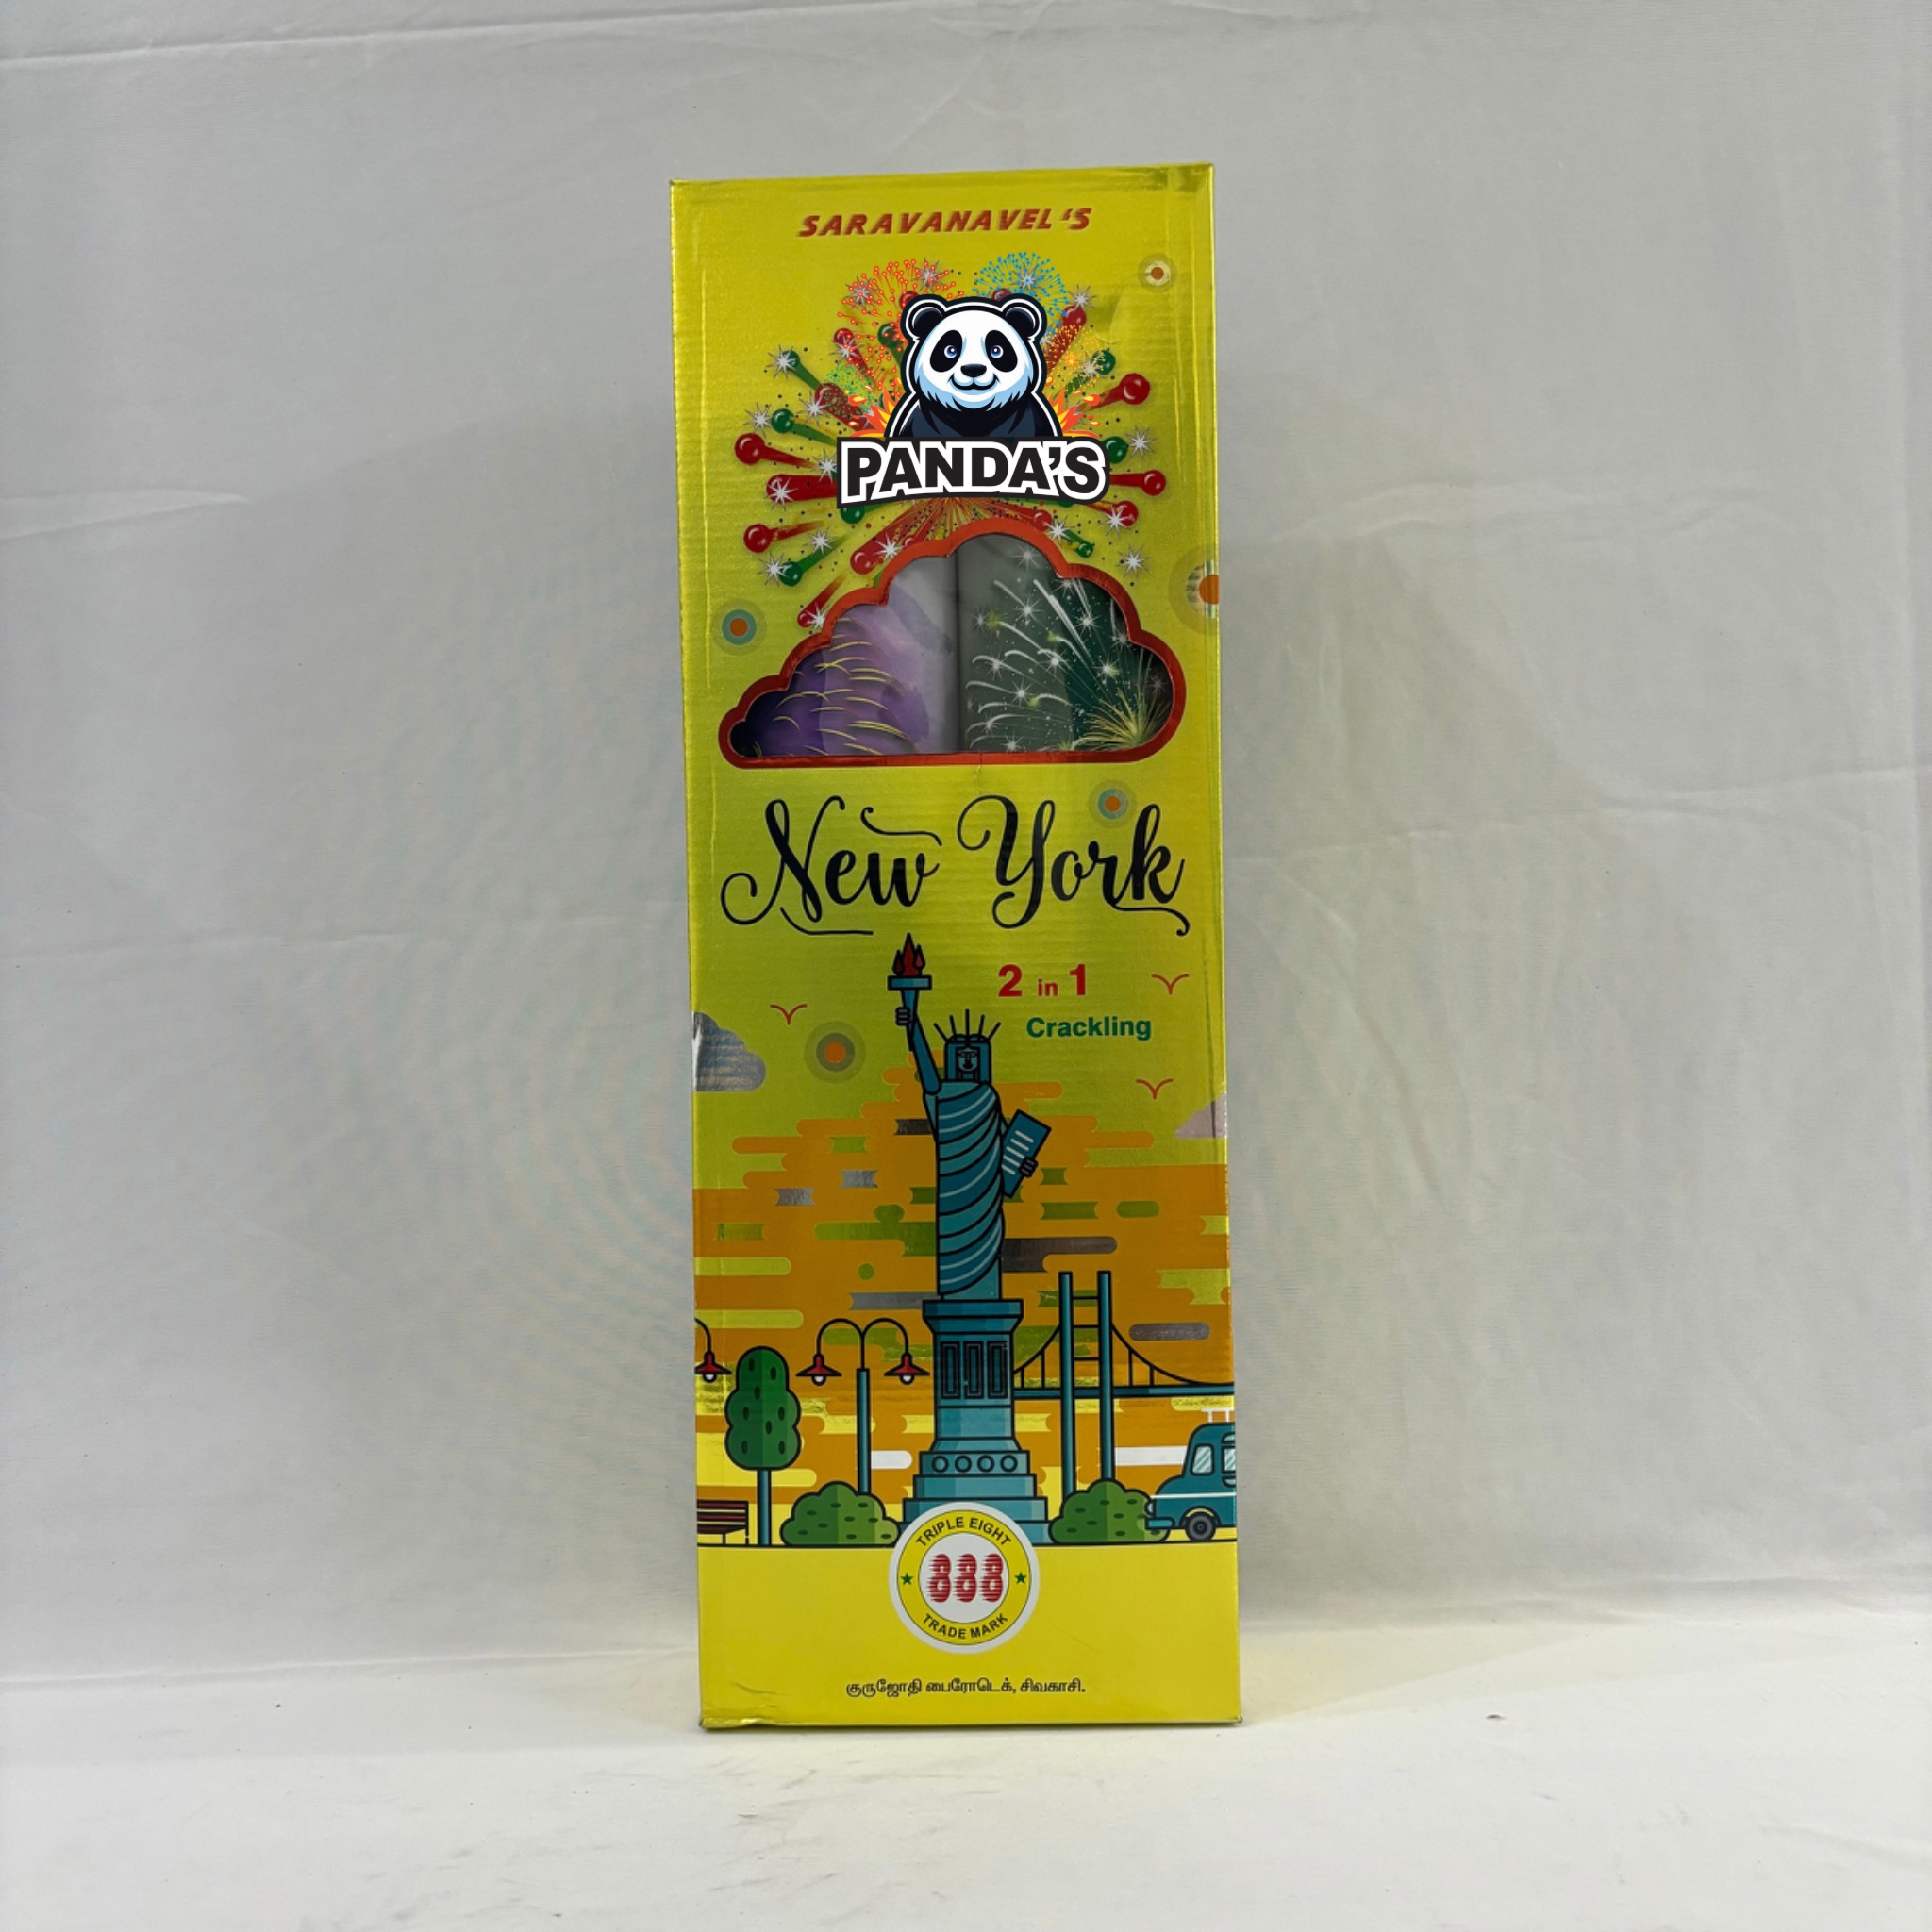 SARAVANAVEL'S
PANDA'S
New York
2 in 1
Crackling
TRIPLE EIGHT
888
TRADE MARK
குருஜோதி பைரோடெக், சிவகாசி.